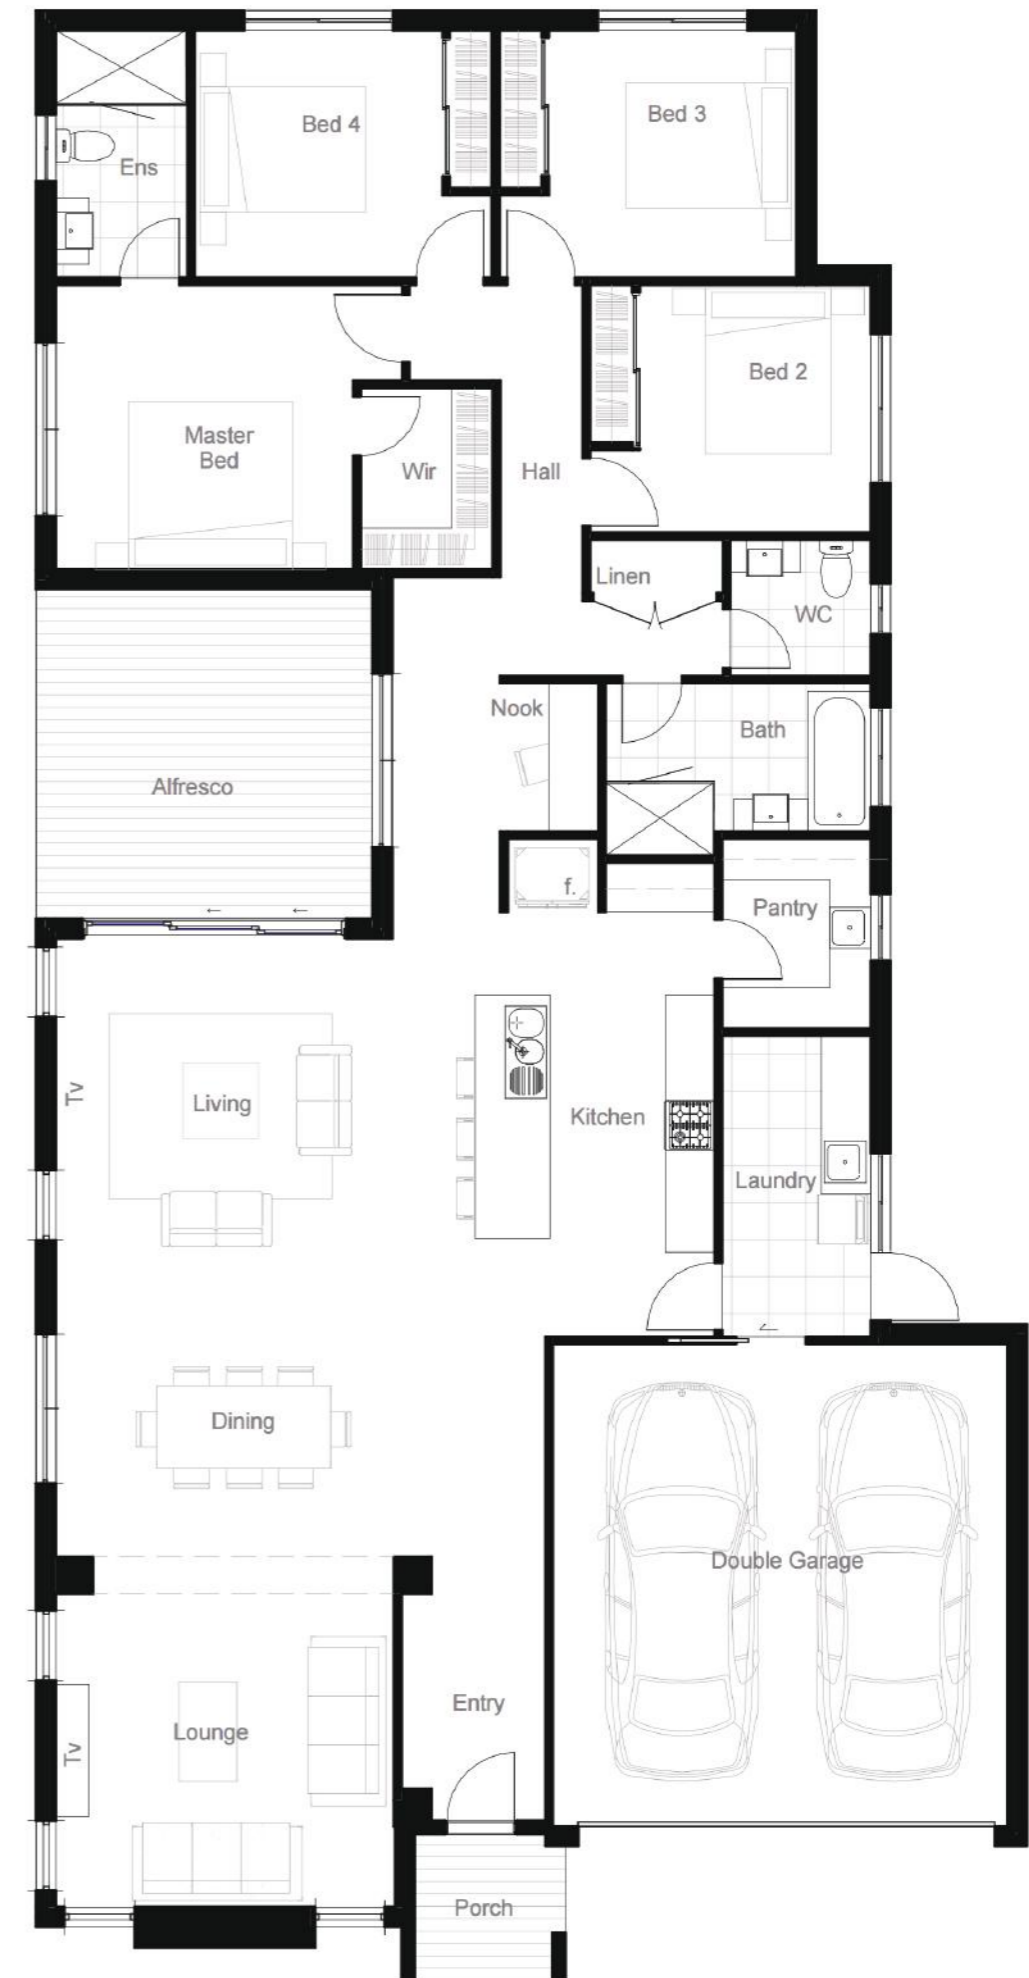 Bed 4
Bed 3
Ens
Bed 2
Master
Bed
Wir
Hall
Linen
WC
Nook
Bath
Alfresco
f.
Pantry
Tv
Living
Kitchen
Laundry
Dining
Double Garage
Entry
Lounge
Tv
Porch